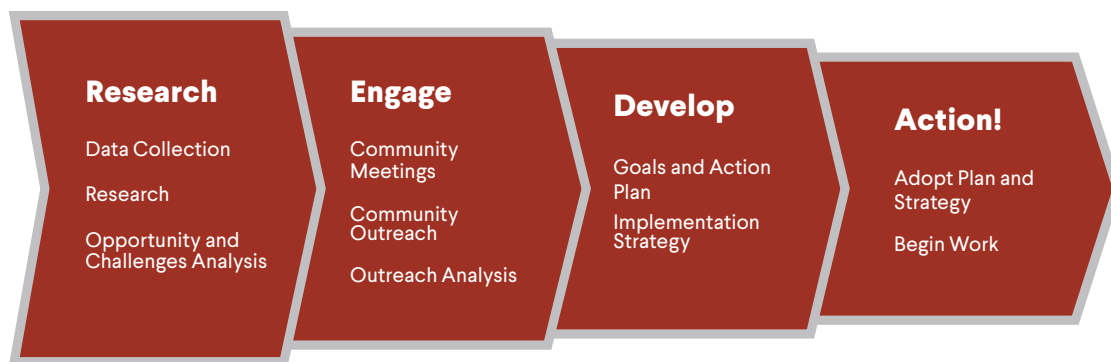 Research
Data Collection
Research
Opportunity and
Challenges Analysis
Engage
Community
Meetings
Community
Outreach
Outreach Analysis
Develop
Goals and Action
Plan
Implementation
Strategy
Action!
Adopt Plan and
Strategy
Begin Work